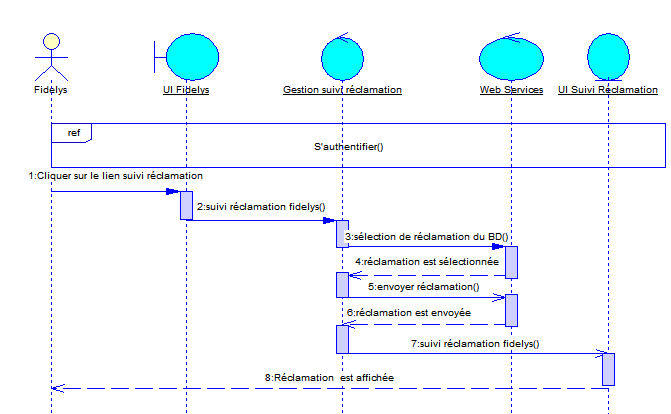 Fidelys
UI Fidelys
Gestion suivi réclamation
Web Services
UI Suivi Réclamation
ref
S'authentifier()
1:Cliquer sur le lien suivi réclamation
2:suivi réclamation fidelys()
3:sélection de réclamation du BD()
4:réclamation est sélectionnée
5:envoyer réclamation()
6:réclamation est envoyée
7:suivi réclamation fidelys()
8:Réclamation est affichée